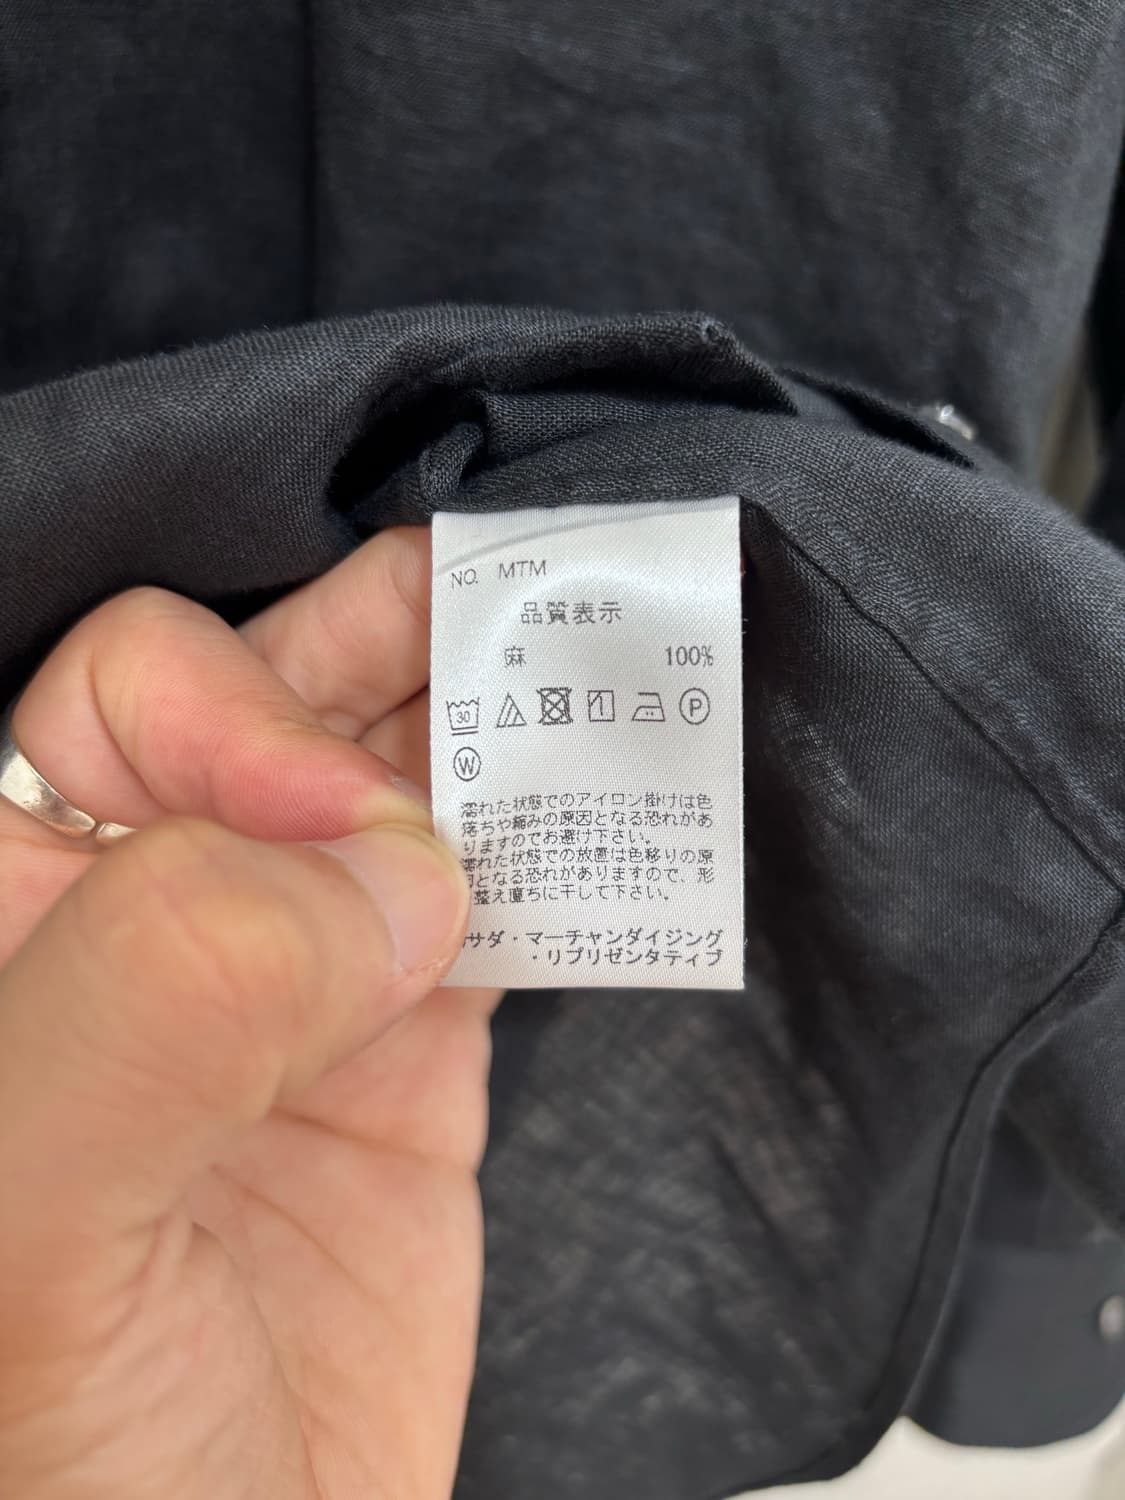 NO. MTM
品質表示
麻 100%
30 P
W
濡れた状態でのアイロン掛けは色
落ちや縮みの原因となる恐れがあ
りますのでお避け下さい。
濡れた状態での放置は色移りの原
となる恐れがありますので、形
整え直ちに干して下さい。
サダ・マーチャンダイジング
・リプリゼンタティブ